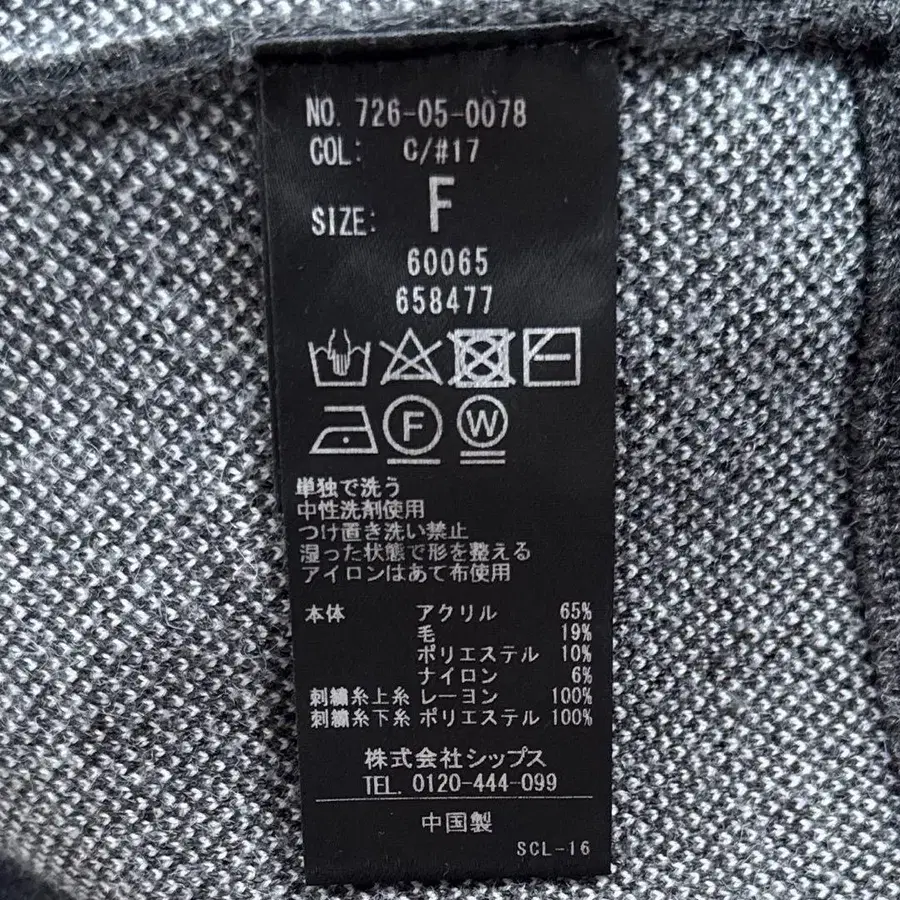 NO. 726-05-0078
COL: C/#17
SIZE: F
60065
658477
F W
単独で洗う
中性洗剤使用
つけ置き洗い禁止
湿った状態で形を整える
アイロンはあて布使用
本体 アクリル 65%
毛 19%
ポリエステル 10%
ナイロン 6%
刺繍糸上糸 レーヨン 100%
刺繍糸下糸 ポリエステル 100%
株式会社シップス
TEL. 0120-444-099
中国製
SCL-16